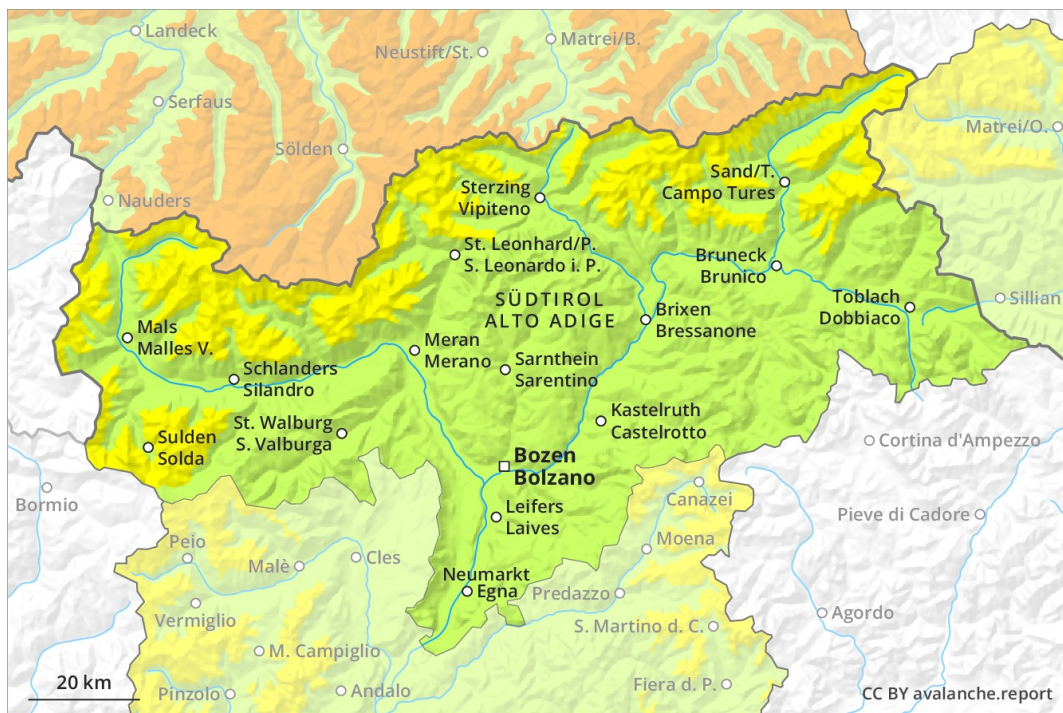 Landeck
Matrei/B.
Neustift/St.
Serfaus
Matrei/O.
Sölden
Sand/T.
Campo Tures
Sterzing
Vipiteno
Nauders
St. Leonhard/P.
S. Leonardo i. P.
Bruneck
Brunico
SÜDTIROL
ALTO ADIGE
Toblach
Dobbiaco
Sillian
Brixen
Bressanone
Mals
Malles V.
Meran
Merano
Sarnthein
Sarentino
Schlanders
Silandro
Kastelruth
Castelrotto
St. Walburg
S. Valburga
Sulden
Solda
Cortina d'Ampezzo
Bozen
Bolzano
Bormio
Canazei
Leifers
Laives
Pieve di Cadore
Moena
Peio
Cles
Malè
Neumarkt
Egna
Predazzo
Vermiglio
Agordo
S. Martino d. C.
M. Campiglio
20 km
Pinzolo
Andalo
Fiera d. P.
CC BY avalanche.report